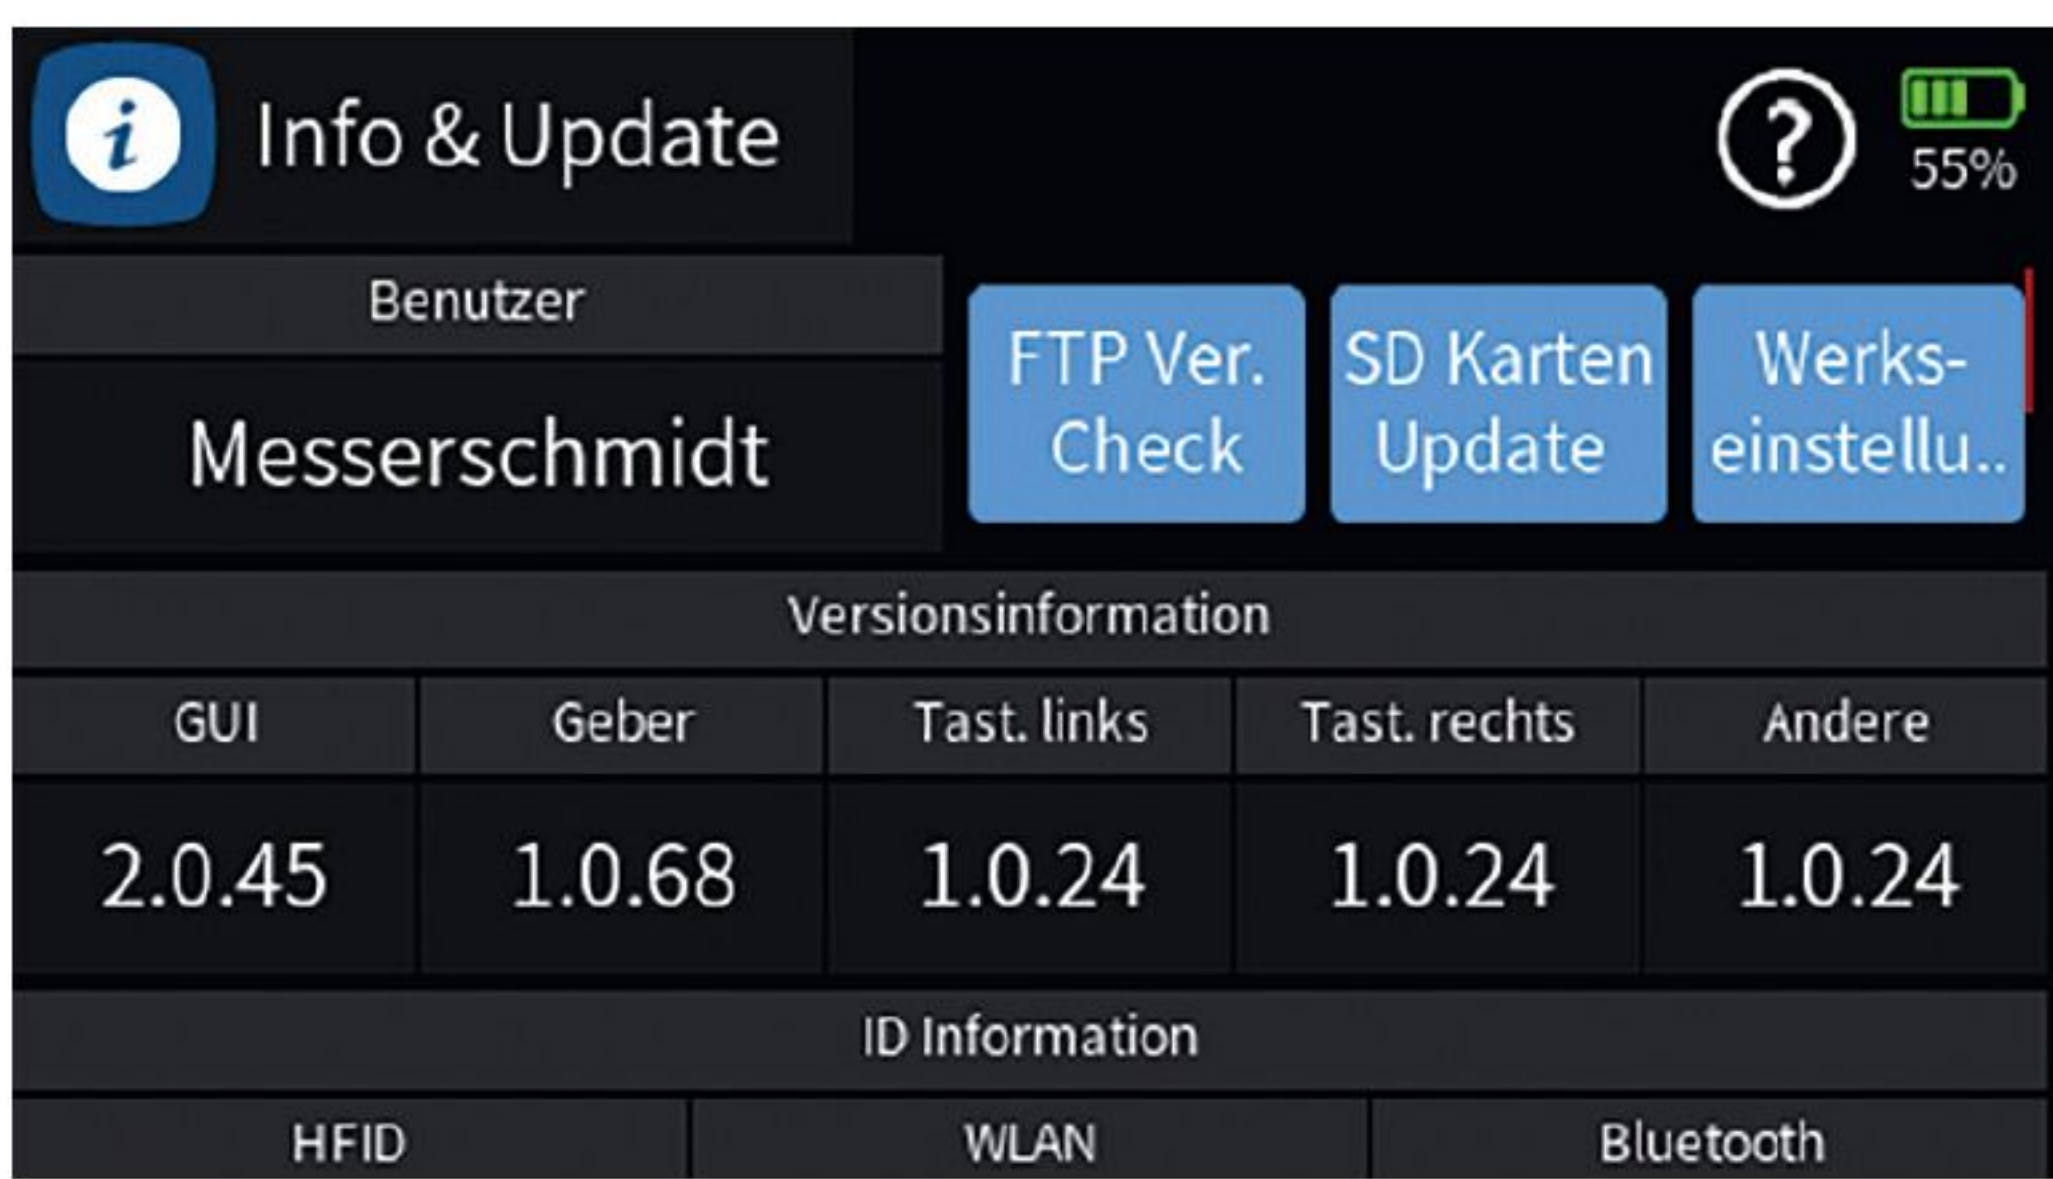 Info & Update
?
55%
Benutzer
Messerschmidt
FTP Ver.
Check
SD Karten
Update
Werks-
einstellu..
Versionsinformation
GUI Geber Tast. links Tast. rechts Andere
2.0.45 1.0.68 1.0.24 1.0.24 1.0.24
ID Information
HFID WLAN Bluetooth